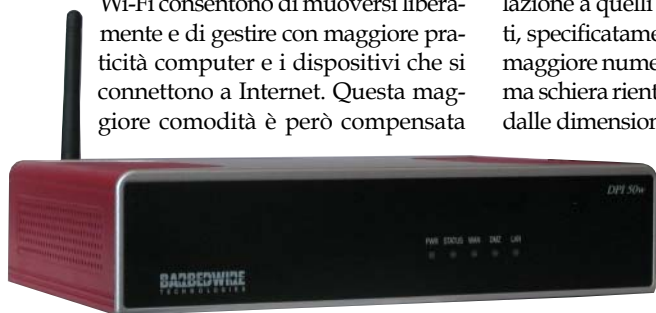 Wi-Fi consentono di muoversi libera-
mente e di gestire con maggiore pra-
ticità computer e i dispositivi che si
connettono a Internet. Questa mag-
giore comodità è però compensata
lazione a quelli
ti, specificatame
maggiore nume
ma schiera rient
dalle dimension
DPI 50w
PWR STATUS WAN DMZ LAN
BARBEDWIRE
TECHNOLOGIES